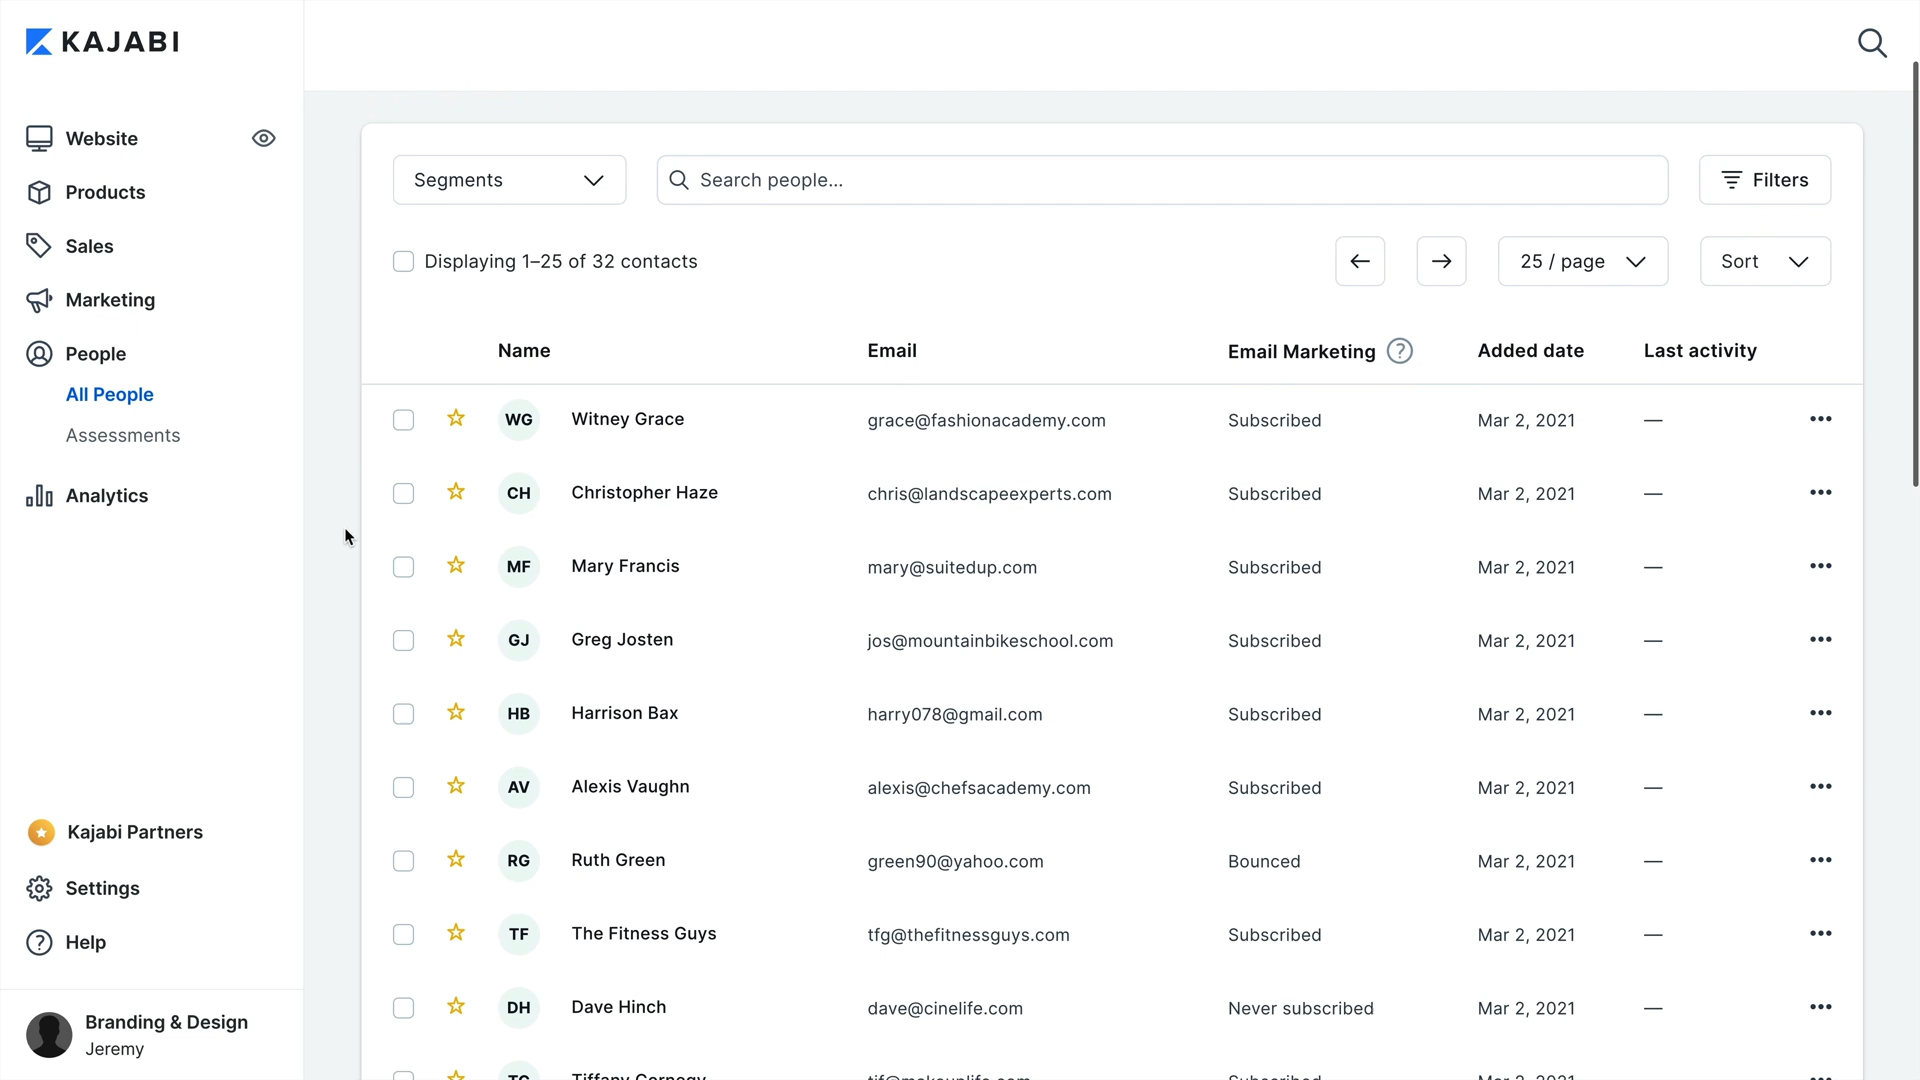 KAJABI
Website
Products
Sales
Marketing
People
All People
Assessments
Analytics
Kajabi Partners
Settings
Help
Branding & Design
Jeremy
Segments
Search people...
Filters
Displaying 1–25 of 32 contacts
25 / page
Sort
Name Email Email Marketing ? Added date Last activity
WG Witney Grace grace@fashionacademy.com Subscribed Mar 2, 2021 —
CH Christopher Haze chris@landscapeexperts.com Subscribed Mar 2, 2021 —
MF Mary Francis mary@suitedup.com Subscribed Mar 2, 2021 —
GJ Greg Josten jos@mountainbikeschool.com Subscribed Mar 2, 2021 —
HB Harrison Bax harry078@gmail.com Subscribed Mar 2, 2021 —
AV Alexis Vaughn alexis@chefsacademy.com Subscribed Mar 2, 2021 —
RG Ruth Green green90@yahoo.com Bounced Mar 2, 2021 —
TF The Fitness Guys tfg@thefitnessguys.com Subscribed Mar 2, 2021 —
DH Dave Hinch dave@cinelife.com Never subscribed Mar 2, 2021 —
Tiffany Subscribed Mar 2, 2021